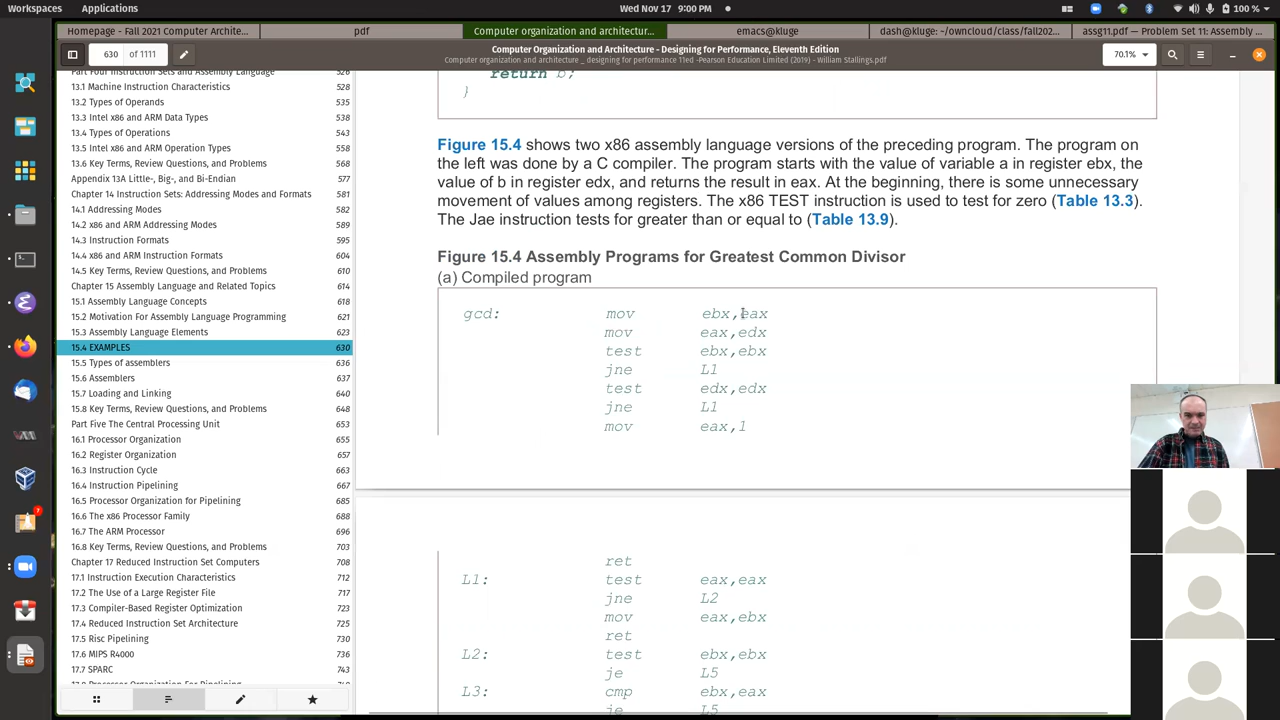 Workspaces Applications Wed Nov 17 9:00 PM 100 %
Homepage - Fall 2021 Computer Archite... pdf Computer organization and architectur... emacs@kluge dash@kluge: ~/owncloud/class/fall202... assg11.pdf — Problem Set 11: Assembly ...
630 of 1111 Computer Organization and Architecture - Designing for Performance, Eleventh Edition 70.1%
Computer organization and architecture _ designing for performance 11ed -Pearson Education Limited (2019) - William Stallings.pdf
Part Four Instruction Sets and Assembly Language 526
13.1 Machine Instruction Characteristics 528
13.2 Types of Operands 535
13.3 Intel x86 and ARM Data Types 538
13.4 Types of Operations 543
13.5 Intel x86 and ARM Operation Types 558
13.6 Key Terms, Review Questions, and Problems 568
Appendix 13A Little-, Big-, and Bi-Endian 577
Chapter 14 Instruction Sets: Addressing Modes and Formats 581
14.1 Addressing Modes 582
14.2 x86 and ARM Addressing Modes 589
14.3 Instruction Formats 595
14.4 x86 and ARM Instruction Formats 604
14.5 Key Terms, Review Questions, and Problems 610
Chapter 15 Assembly Language and Related Topics 614
15.1 Assembly Language Concepts 618
15.2 Motivation For Assembly Language Programming 621
15.3 Assembly Language Elements 623
15.4 EXAMPLES 630
15.5 Types of assemblers 636
15.6 Assemblers 637
15.7 Loading and Linking 640
15.8 Key Terms, Review Questions, and Problems 648
Part Five The Central Processing Unit 653
16.1 Processor Organization 655
16.2 Register Organization 657
16.3 Instruction Cycle 663
16.4 Instruction Pipelining 667
16.5 Processor Organization for Pipelining 685
16.6 The x86 Processor Family 688
16.7 The ARM Processor 696
16.8 Key Terms, Review Questions, and Problems 703
Chapter 17 Reduced Instruction Set Computers 708
17.1 Instruction Execution Characteristics 712
17.2 The Use of a Large Register File 717
17.3 Compiler-Based Register Optimization 723
17.4 Reduced Instruction Set Architecture 725
17.5 Risc Pipelining 730
17.6 MIPS R4000 736
17.7 SPARC 743
return b;
}
Figure 15.4 shows two x86 assembly language versions of the preceding program. The program on
the left was done by a C compiler. The program starts with the value of variable a in register ebx, the
value of b in register edx, and returns the result in eax. At the beginning, there is some unnecessary
movement of values among registers. The x86 TEST instruction is used to test for zero (Table 13.3).
The Jae instruction tests for greater than or equal to (Table 13.9).
Figure 15.4 Assembly Programs for Greatest Common Divisor
(a) Compiled program
gcd: mov ebx,eax
mov eax,edx
test ebx,ebx
jne L1
test edx,edx
jne L1
mov eax,1
ret
L1: test eax,eax
jne L2
mov eax,ebx
ret
L2: test ebx,ebx
je L5
L3: cmp ebx,eax
je L5